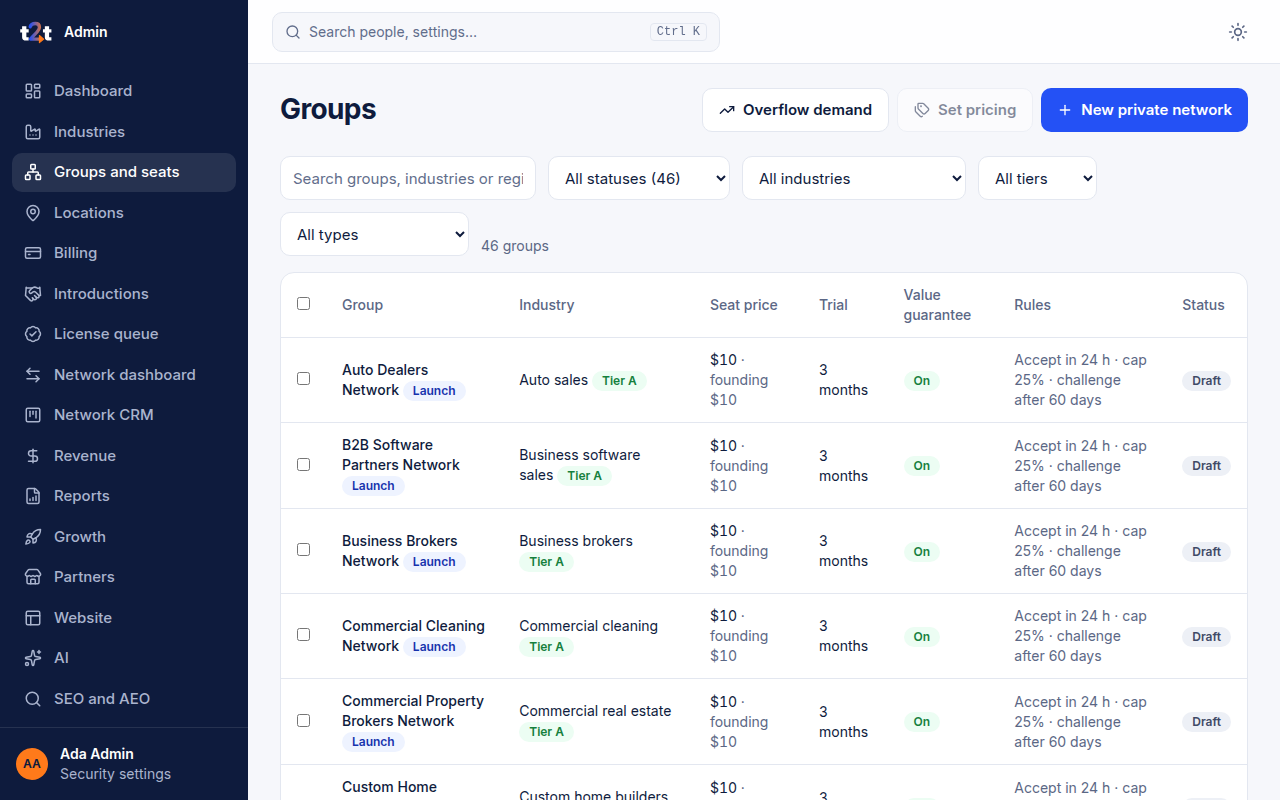 t2t Admin
Search people, settings... Ctrl K
Dashboard
Industries
Groups and seats
Locations
Billing
Introductions
License queue
Network dashboard
Network CRM
Revenue
Reports
Growth
Partners
Website
AI
SEO and AEO
AA
Ada Admin
Security settings
Groups
Overflow demand
Set pricing
New private network
Search groups, industries or regi
All statuses (46)
All industries
All tiers
All types
46 groups
Group
Industry
Seat price
Trial
Value
guarantee
Rules
Status
Auto Dealers
Network Launch
Auto sales Tier A
$10 ·
founding
$10
3
months
On
Accept in 24 h · cap
25% · challenge
after 60 days
Draft
B2B Software
Partners Network
Launch
Business software
sales Tier A
$10 ·
founding
$10
3
months
On
Accept in 24 h · cap
25% · challenge
after 60 days
Draft
Business Brokers
Network Launch
Business brokers
Tier A
$10 ·
founding
$10
3
months
On
Accept in 24 h · cap
25% · challenge
after 60 days
Draft
Commercial Cleaning
Network Launch
Commercial cleaning
Tier A
$10 ·
founding
$10
3
months
On
Accept in 24 h · cap
25% · challenge
after 60 days
Draft
Commercial Property
Brokers Network
Launch
Commercial real estate
Tier A
$10 ·
founding
$10
3
months
On
Accept in 24 h · cap
25% · challenge
after 60 days
Draft
Custom Home
Custom home builders
$10 ·
3
Accept in 24 h · cap